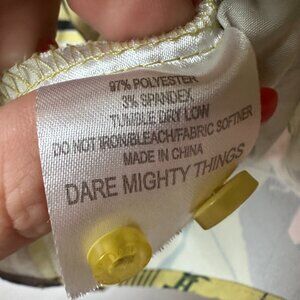 97% POLYESTER
3% SPANDEX
TUMBLE DRY LOW
DO NOT IRON/BLEACH/FABRIC SOFTNER
MADE IN CHINA
DARE MIGHTY THINGS